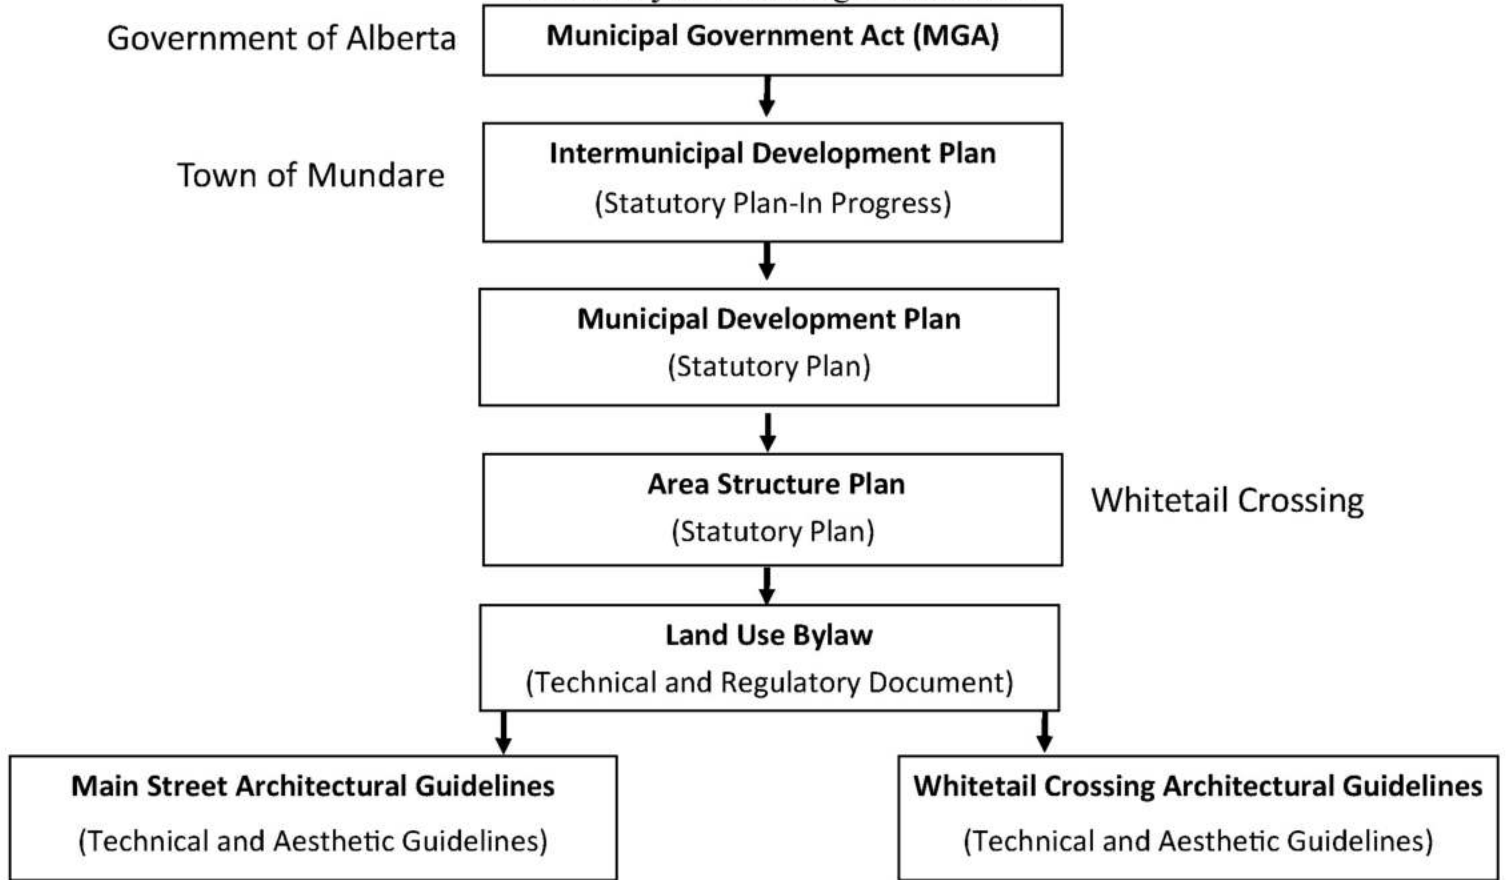 Government of Alberta
Municipal Government Act (MGA)
Town of Mundare
Intermunicipal Development Plan
(Statutory Plan-In Progress)
Municipal Development Plan
(Statutory Plan)
Area Structure Plan
(Statutory Plan)
Whitetail Crossing
Land Use Bylaw
(Technical and Regulatory Document)
Main Street Architectural Guidelines
(Technical and Aesthetic Guidelines)
Whitetail Crossing Architectural Guidelines
(Technical and Aesthetic Guidelines)